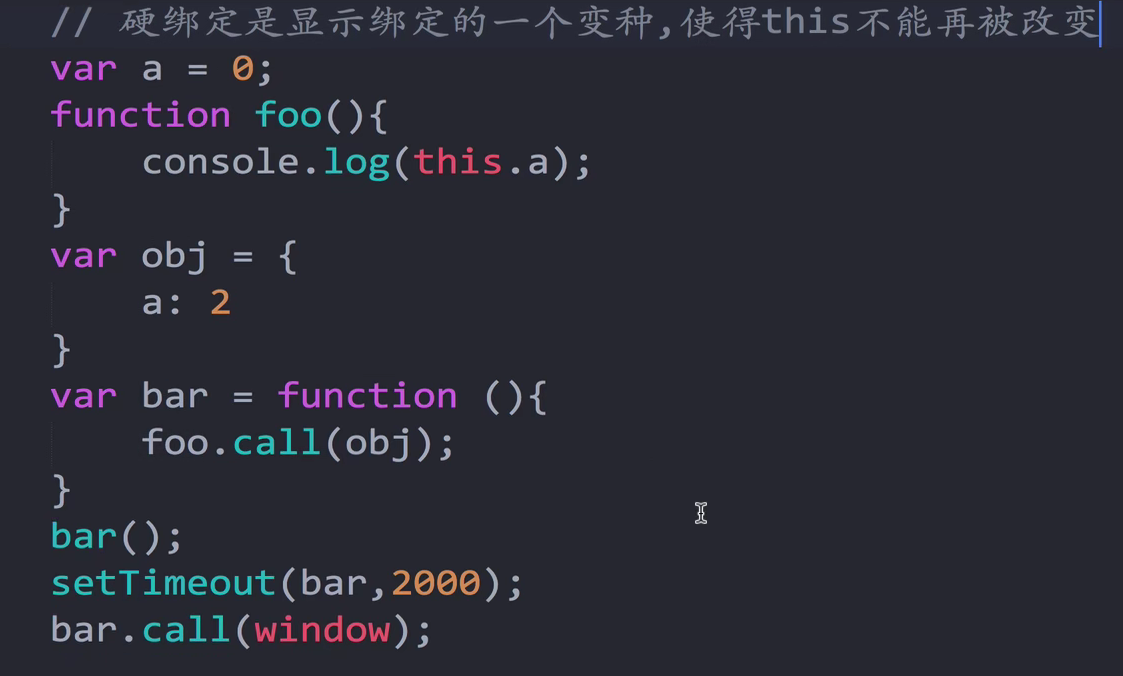 // 硬绑定是显示绑定的一个变种,使得this不能再被改变
var a = 0;
function foo(){
    console.log(this.a);
}
var obj = {
    a: 2
}
var bar = function (){
    foo.call(obj);
}
bar();
setTimeout(bar,2000);
bar.call(window);